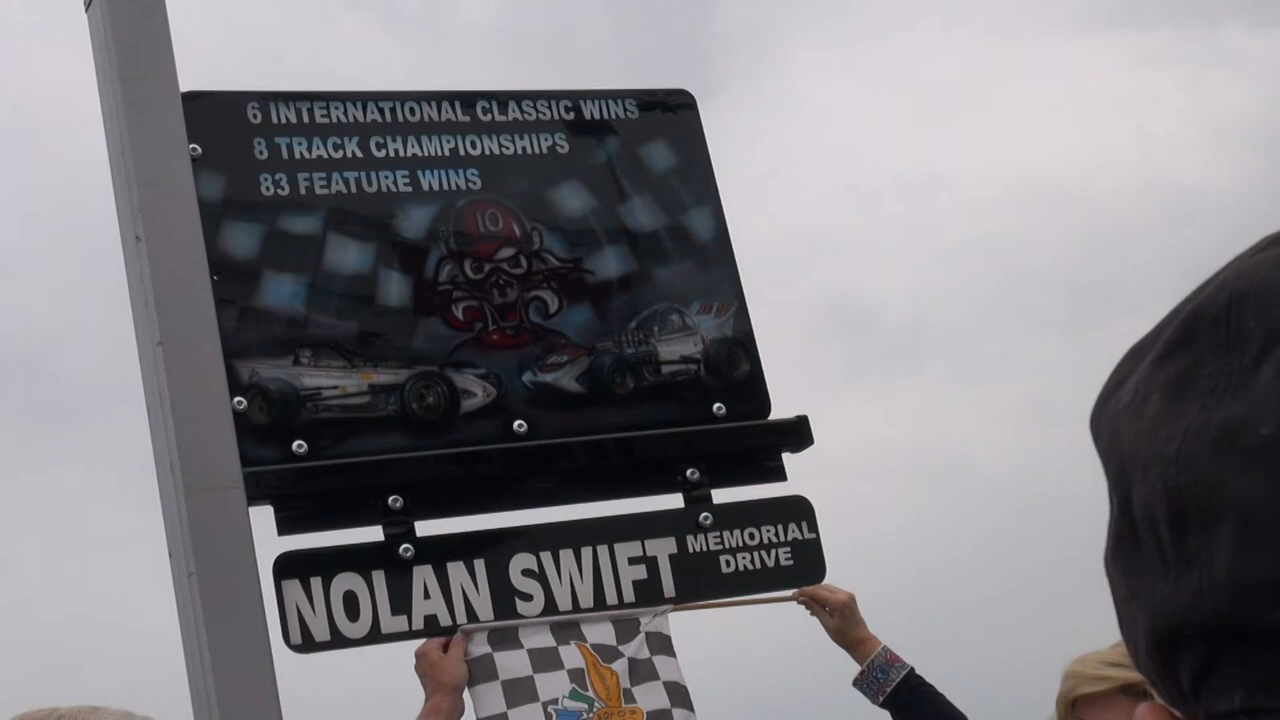 6 INTERNATIONAL CLASSIC WINS
8 TRACK CHAMPIONSHIPS
83 FEATURE WINS
10
NOLAN SWIFT
MEMORIAL
DRIVE